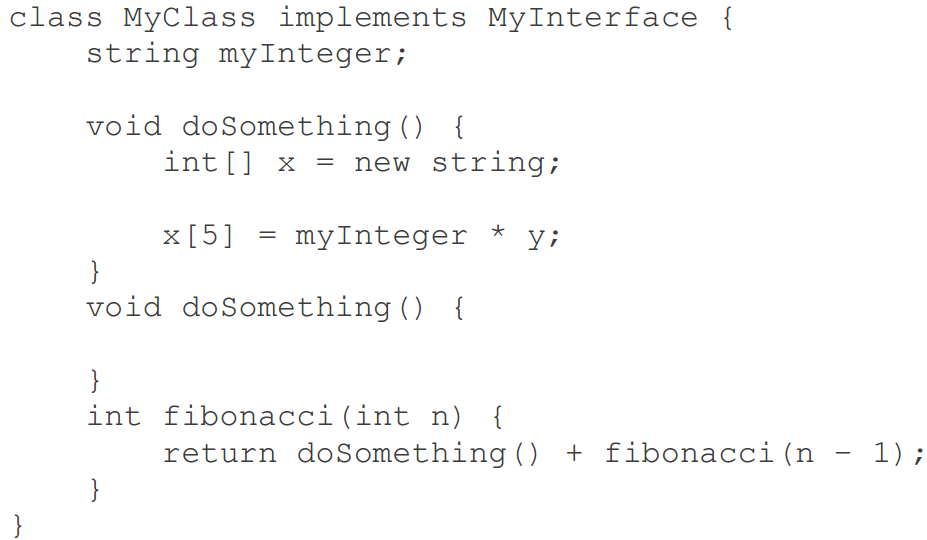 class MyClass implements MyInterface {
    string myInteger;

    void doSomething() {
        int[] x = new string;

        x[5] = myInteger * y;
    }
    void doSomething() {

    }
    int fibonacci(int n) {
        return doSomething() + fibonacci(n - 1);
    }
}